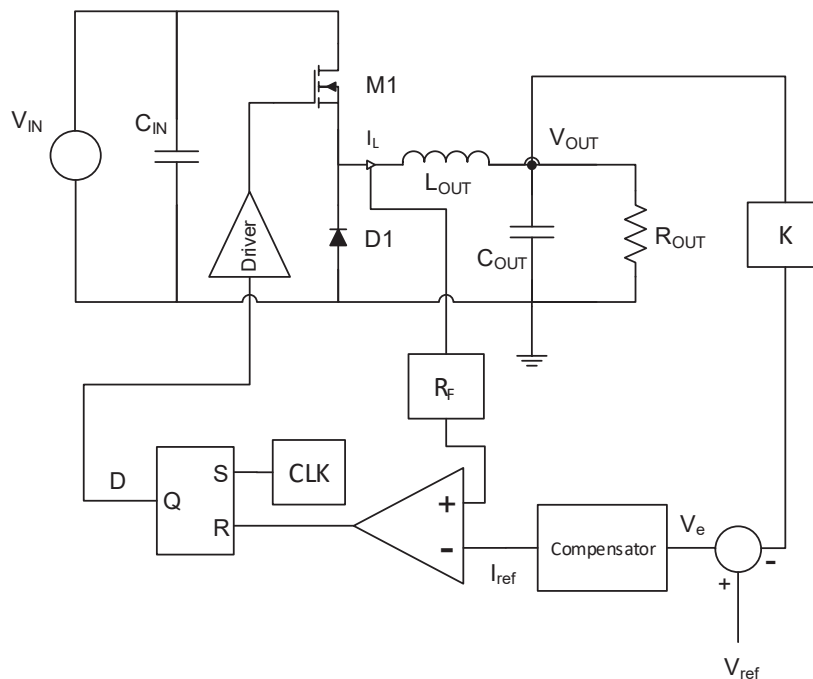 M1
V_IN
C_IN
I_L
V_OUT
L_OUT
Driver
D1
C_OUT
R_OUT
K
R_F
CLK
S
D
Q
R
+
-
Compensator
V_e
I_ref
-
+
V_ref